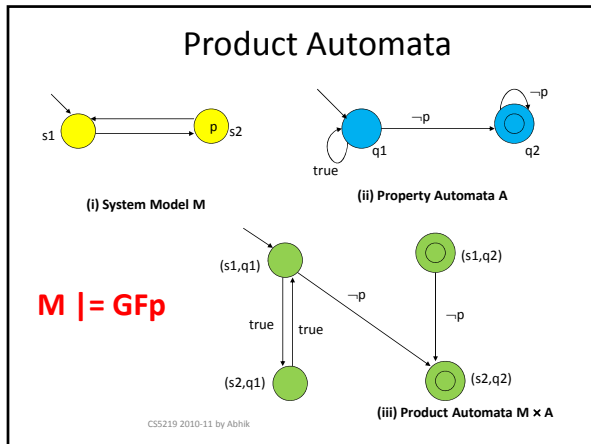 Product Automata
p
s1
s2
¬p
¬p
true
q1
q2
(i) System Model M
(ii) Property Automata A
(s1,q1)
(s1,q2)
M |= GFp
¬p
¬p
true
true
(s2,q1)
(s2,q2)
(iii) Product Automata M × A
CS5219 2010-11 by Abhik